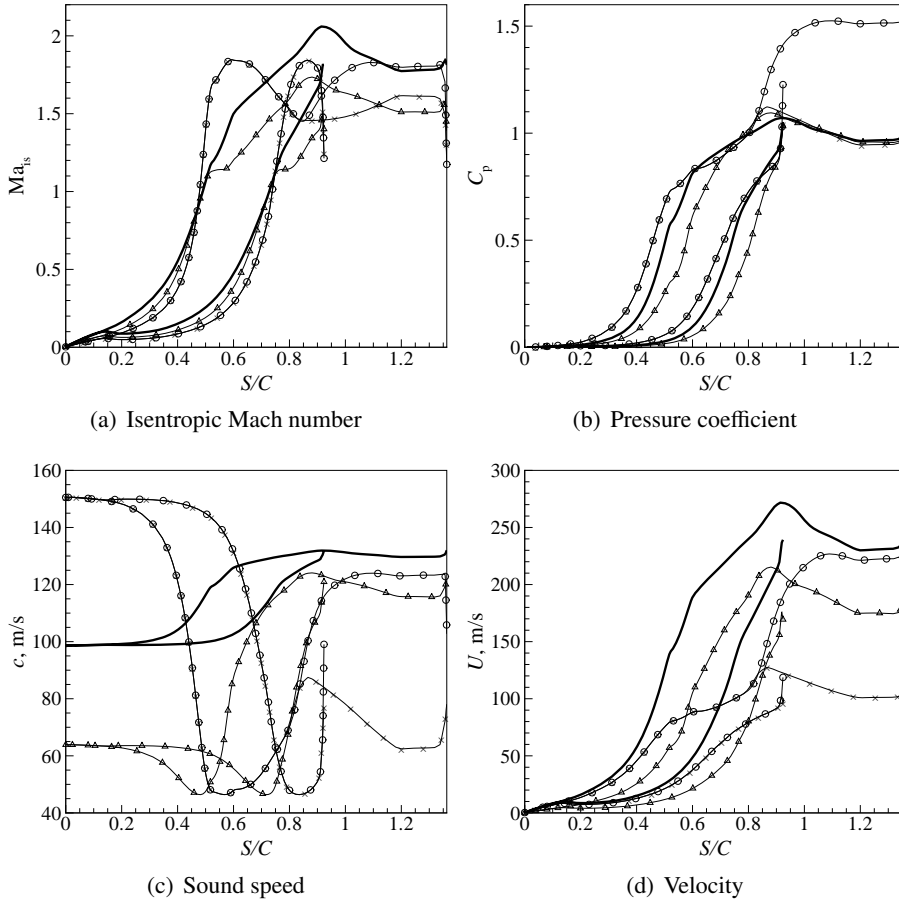 2
1.5
1
0.5
0
0 0.2 0.4 0.6 0.8 1 1.2
Ma is
S/C
(a) Isentropic Mach number
1.5
1
0.5
0
0 0.2 0.4 0.6 0.8 1 1.2
C p
S/C
(b) Pressure coefficient
160
140
120
100
80
60
40
0 0.2 0.4 0.6 0.8 1 1.2
c, m/s
S/C
(c) Sound speed
300
250
200
150
100
50
0
0 0.2 0.4 0.6 0.8 1 1.2
U, m/s
S/C
(d) Velocity